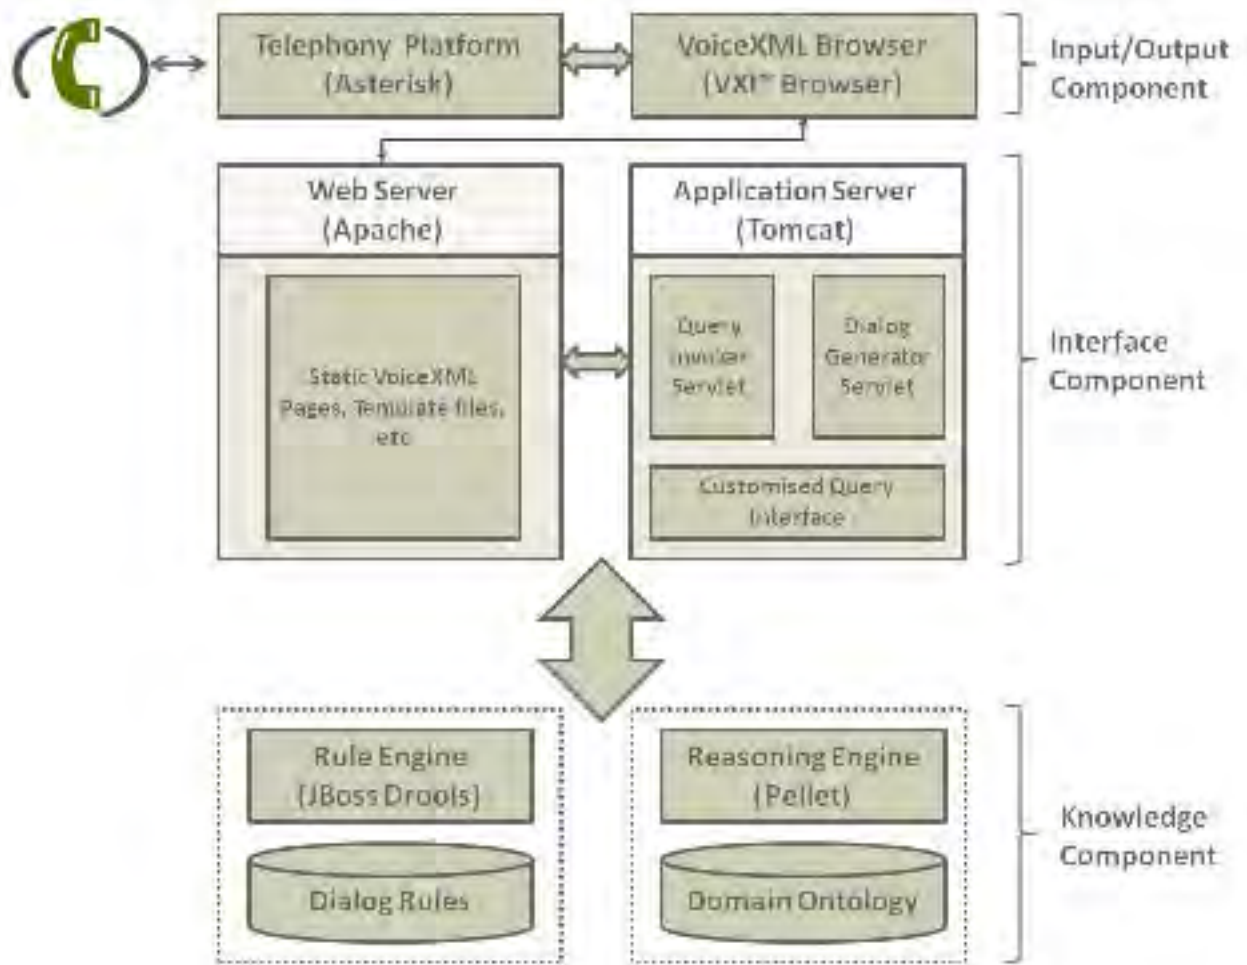 Telephony Platform
(Asterisk)
VoiceXML Browser
(VXI* Browser)
Input/Output
Component
Web Server
(Apache)
Application Server
(Tomcat)
Static VoiceXML
Pages, Template files,
etc
Query
Invoker
Servlet
Dialog
Generator
Servlet
Customised Query
Interface
Interface
Component
Rule Engine
(JBoss Drools)
Reasoning Engine
(Pellet)
Dialog Rules
Domain Ontology
Knowledge
Component